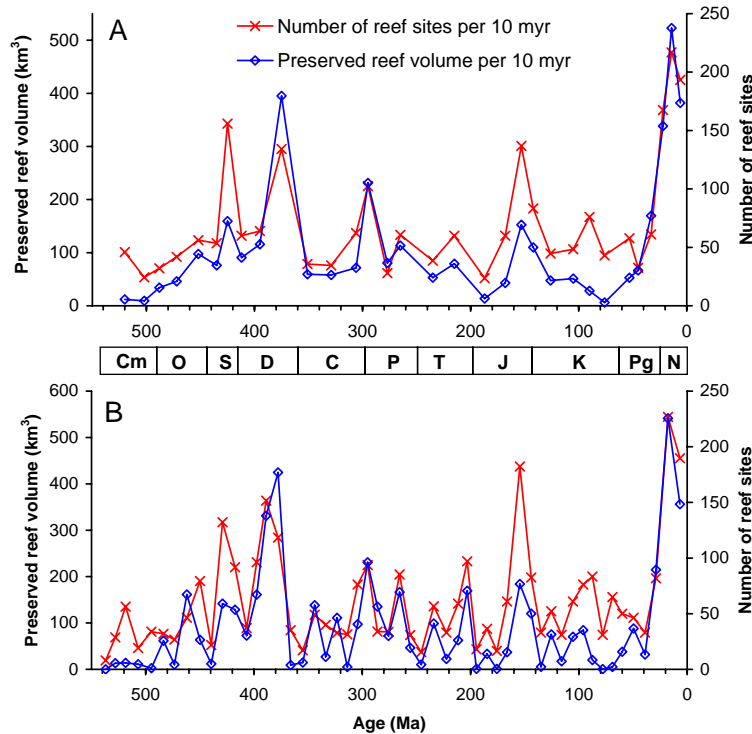 A
Number of reef sites per 10 myr
Preserved reef volume per 10 myr
Preserved reef volume (km3)
500
400
300
200
100
0
250
200
150
100
50
0
Number of reef sites
500 400 300 200 100 0
Cm O S D C P T J K Pg N
B
Preserved reef volume (km3)
600
500
400
300
200
100
0
250
200
150
100
50
0
Number of reef sites
500 400 300 200 100 0
Age (Ma)